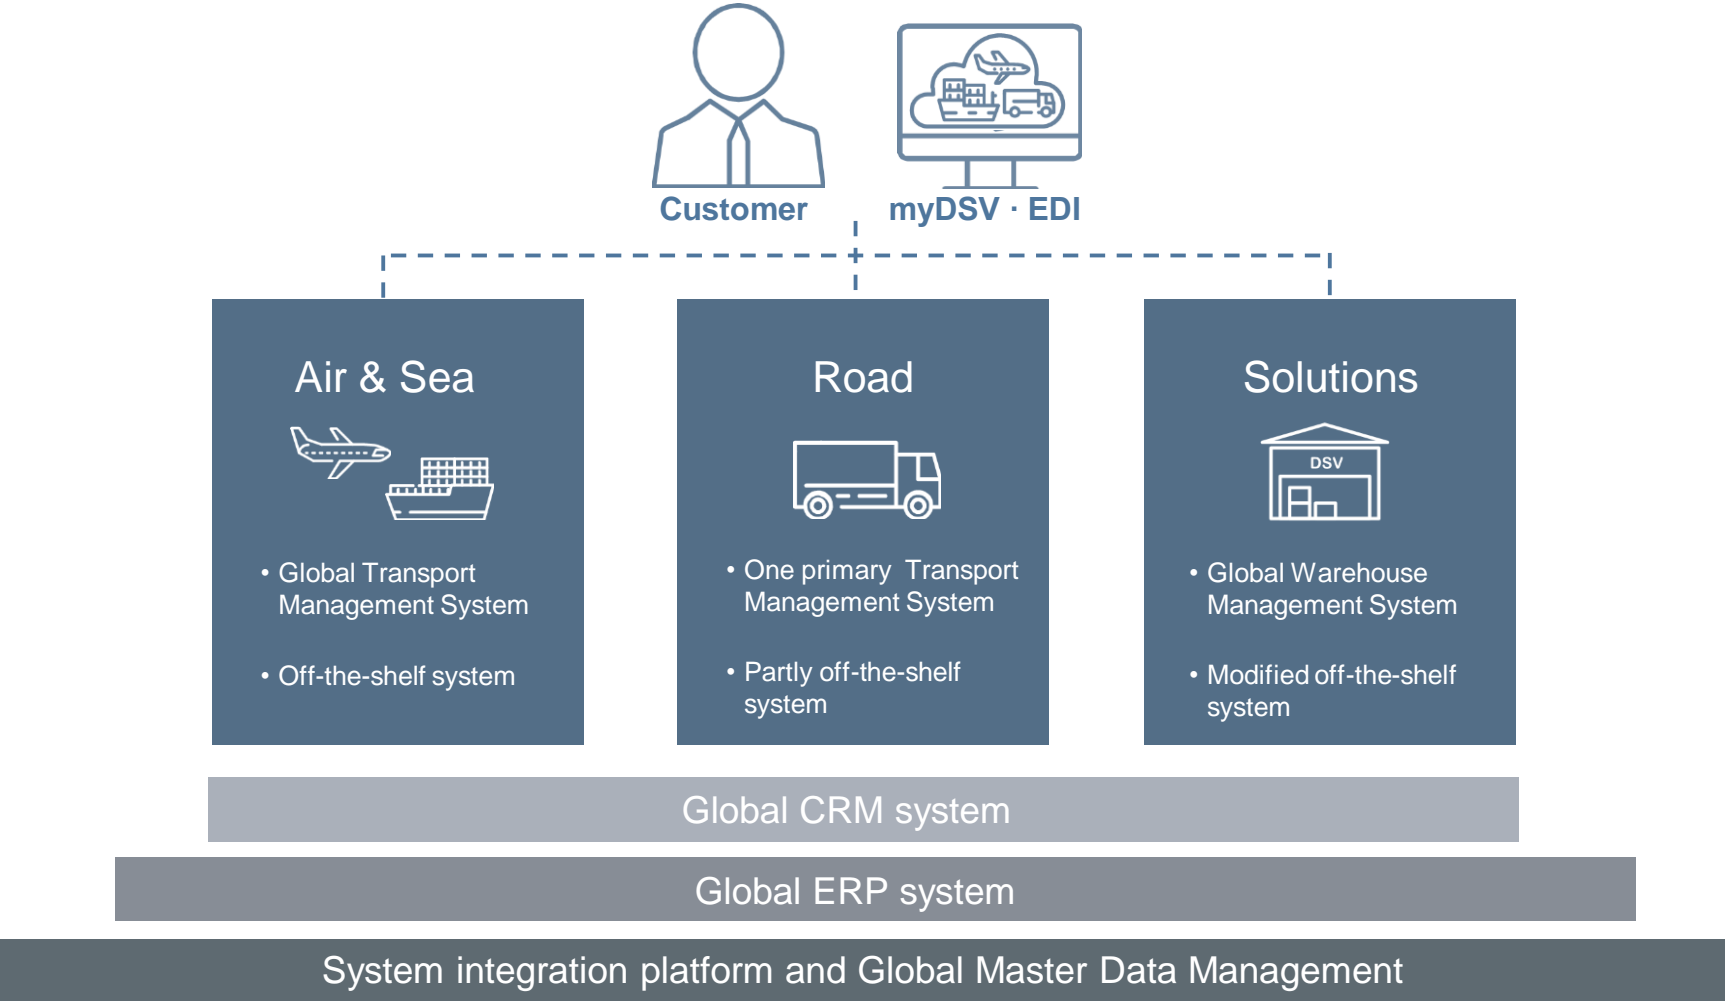 Customer
myDSV · EDI
Air & Sea
• Global Transport
Management System
• Off-the-shelf system
Road
• One primary Transport
Management System
• Partly off-the-shelf
system
Solutions
DSV
• Global Warehouse
Management System
• Modified off-the-shelf
system
Global CRM system
Global ERP system
System integration platform and Global Master Data Management